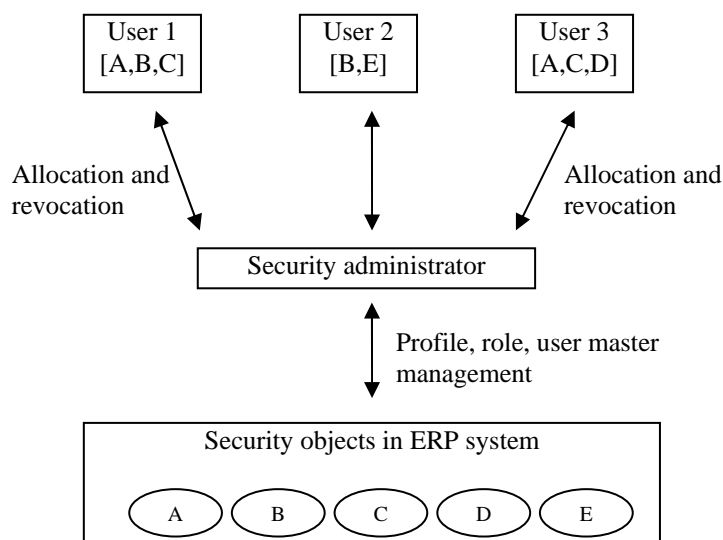 User 1
[A,B,C]
User 2
[B,E]
User 3
[A,C,D]
Allocation and
revocation
Allocation and
revocation
Security administrator
Profile, role, user master
management
Security objects in ERP system
A
B
C
D
E